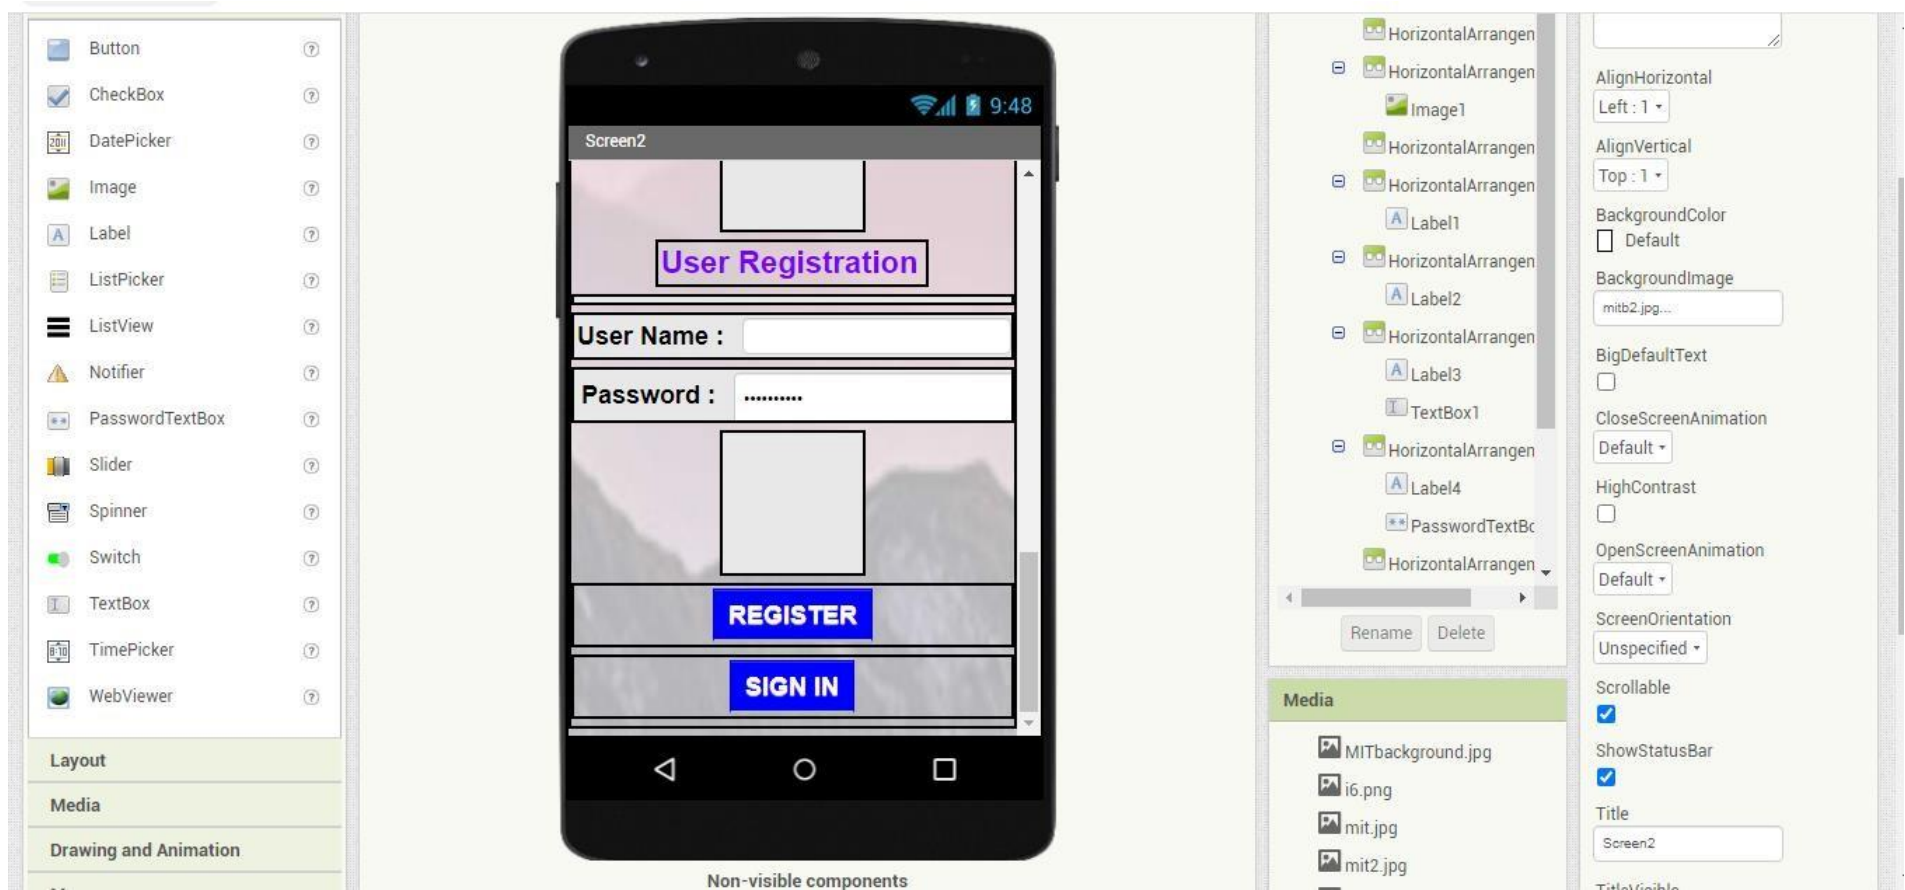 Button
CheckBox
DatePicker
Image
Label
ListPicker
ListView
Notifier
PasswordTextBox
Slider
Spinner
Switch
TextBox
TimePicker
WebViewer
Layout
Media
Drawing and Animation
9:48
Screen2
User Registration
User Name :
Password :
REGISTER
SIGN IN
Non-visible components
HorizontalArrangen
HorizontalArrangen
Image1
HorizontalArrangen
HorizontalArrangen
Label1
HorizontalArrangen
Label2
HorizontalArrangen
Label3
TextBox1
HorizontalArrangen
Label4
PasswordTextBo
HorizontalArrangen
Rename Delete
Media
MITbackground.jpg
i6.png
mit.jpg
mit2.jpg
AlignHorizontal
Left : 1
AlignVertical
Top : 1
BackgroundColor
Default
BackgroundImage
mitb2.jpg...
BigDefaultText
CloseScreenAnimation
Default
HighContrast
OpenScreenAnimation
Default
ScreenOrientation
Unspecified
Scrollable
ShowStatusBar
Title
Screen2
TitleVisible